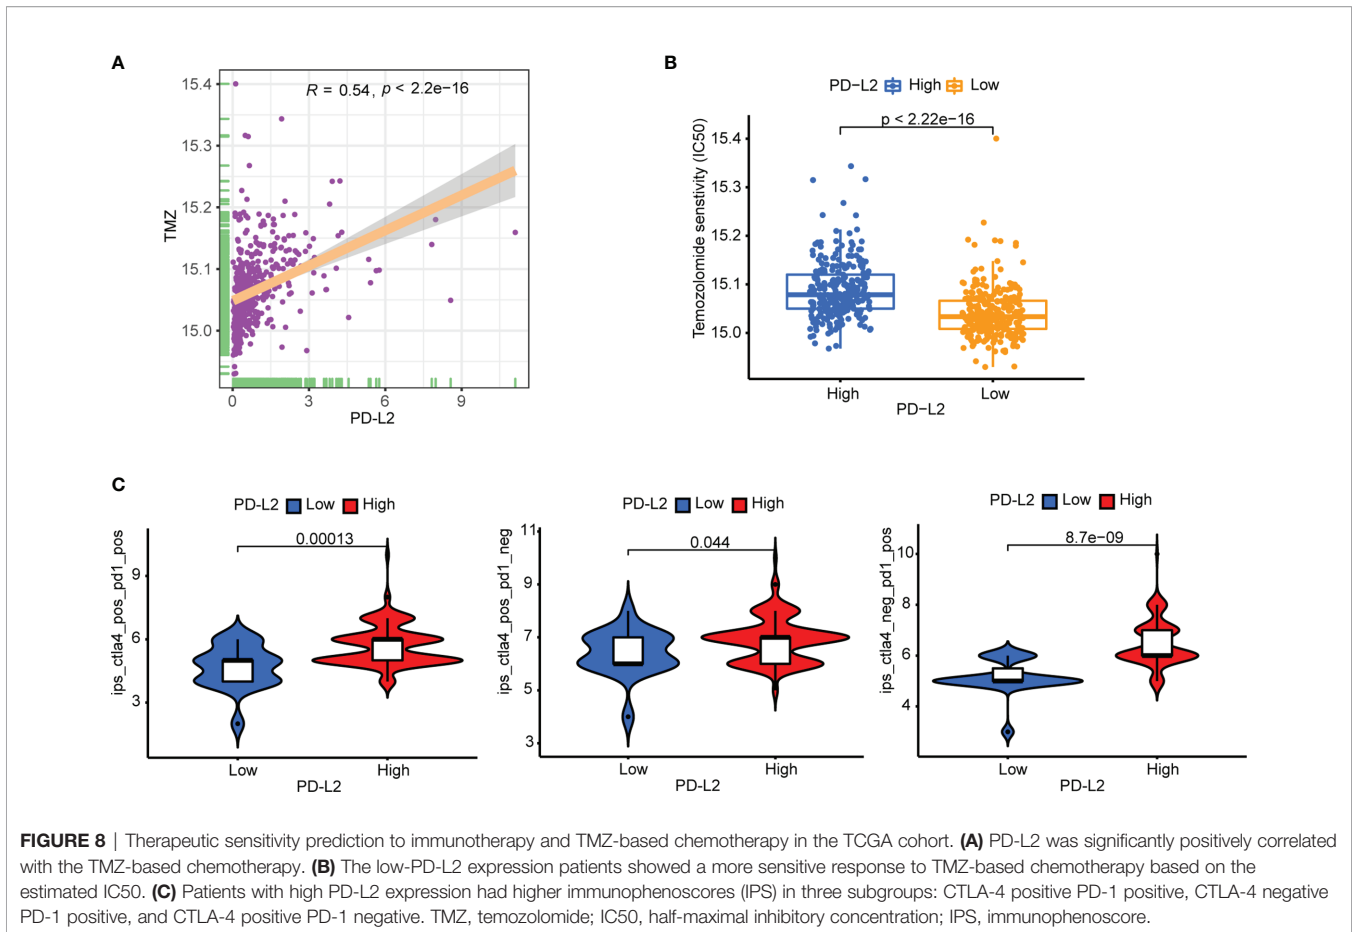 A
R = 0.54, p < 2.2e−16
TMZ
15.4
15.3
15.2
15.1
15.0
0 3 6 9
PD-L2
B
PD−L2 High Low
p < 2.22e−16
Temozolomide senstivity (IC50)
15.4
15.3
15.2
15.1
15.0
High Low
PD−L2
C
PD-L2 Low High
0.00013
ips_ctla4_pos_pd1_pos
9
6
3
Low High
PD-L2
PD-L2 Low High
0.044
ips_ctla4_pos_pd1_neg
11
9
7
5
3
Low High
PD-L2
PD-L2 Low High
8.7e−09
ips_ctla4_neg_pd1_pos
10
8
6
4
Low High
PD-L2
FIGURE 8 | Therapeutic sensitivity prediction to immunotherapy and TMZ-based chemotherapy in the TCGA cohort. (A) PD-L2 was significantly positively correlated
with the TMZ-based chemotherapy. (B) The low-PD-L2 expression patients showed a more sensitive response to TMZ-based chemotherapy based on the
estimated IC50. (C) Patients with high PD-L2 expression had higher immunophenoscores (IPS) in three subgroups: CTLA-4 positive PD-1 positive, CTLA-4 negative
PD-1 positive, and CTLA-4 positive PD-1 negative. TMZ, temozolomide; IC50, half-maximal inhibitory concentration; IPS, immunophenoscore.